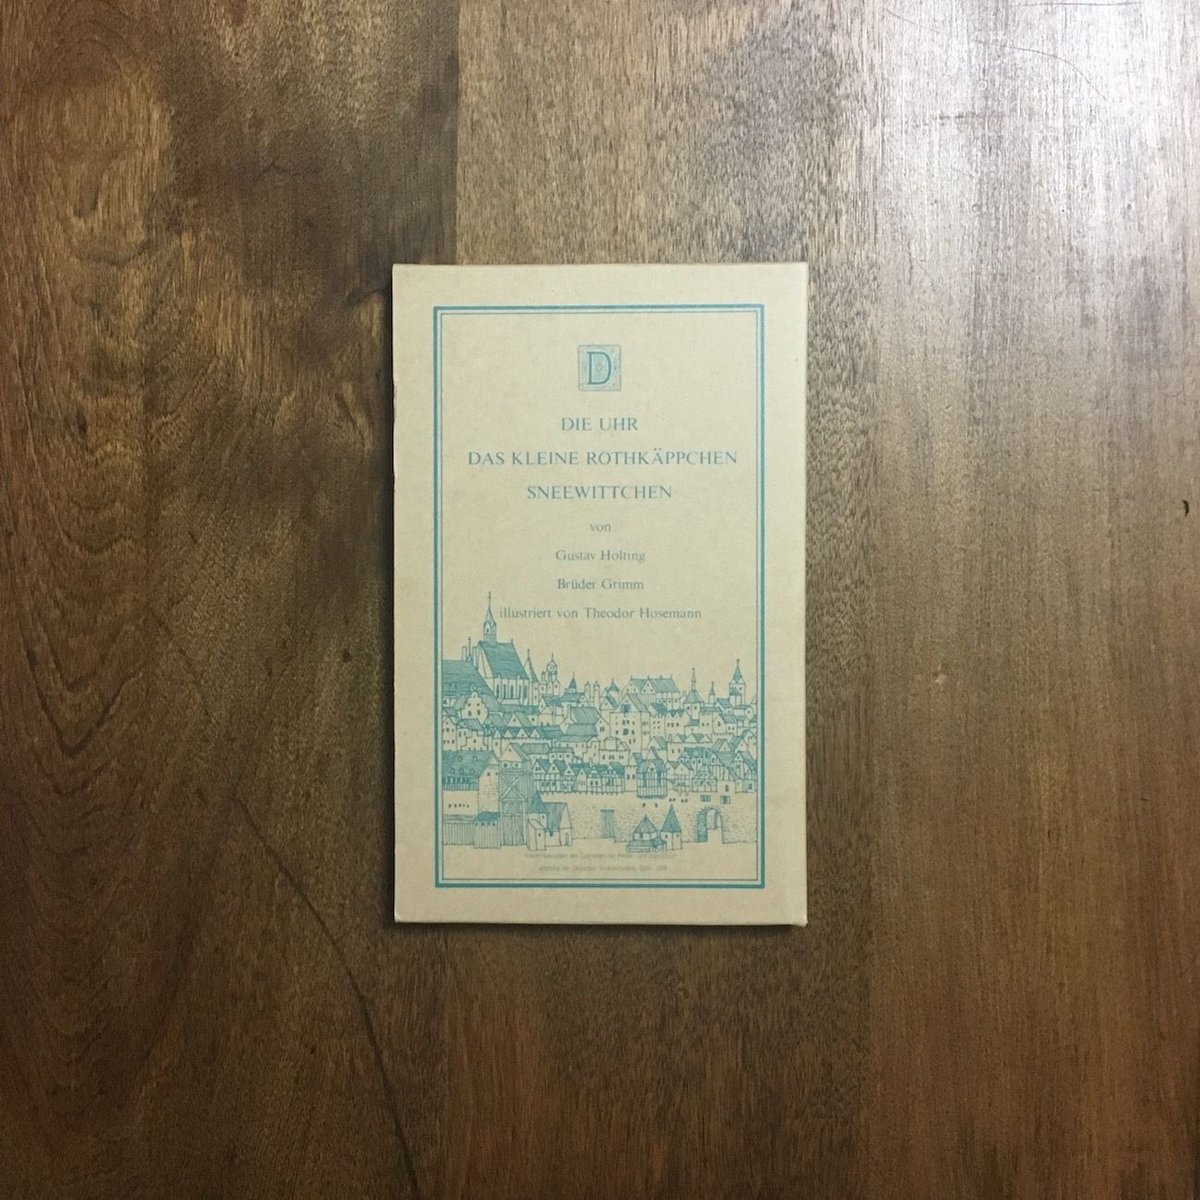 D
DIE UHR
DAS KLEINE ROTHKÄPPCHEN
SNEEWITTCHEN
von
Gustav Holting
Brüder Grimm
illustriert von Theodor Hosemann